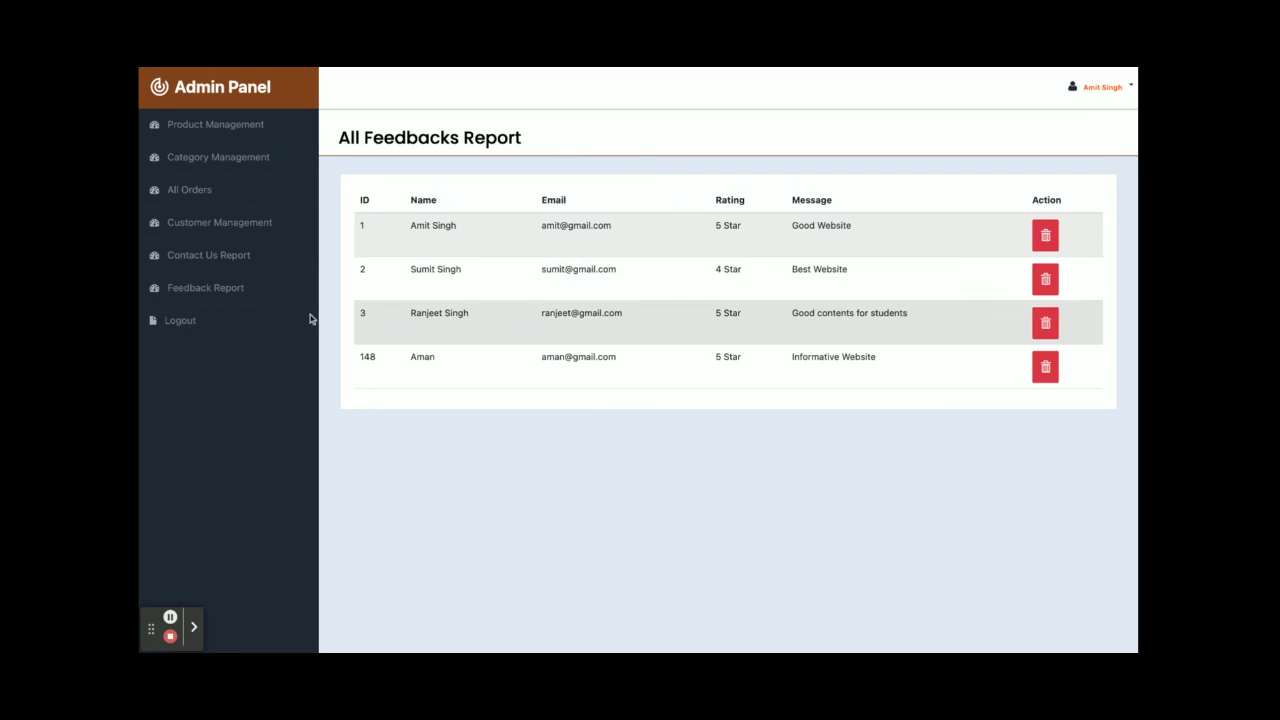 Admin Panel
Amit Singh
Product Management
Category Management
All Orders
Customer Management
Contact Us Report
Feedback Report
Logout
All Feedbacks Report
ID Name Email Rating Message Action
1 Amit Singh amit@gmail.com 5 Star Good Website
2 Sumit Singh sumit@gmail.com 4 Star Best Website
3 Ranjeet Singh ranjeet@gmail.com 5 Star Good contents for students
148 Aman aman@gmail.com 5 Star Informative Website